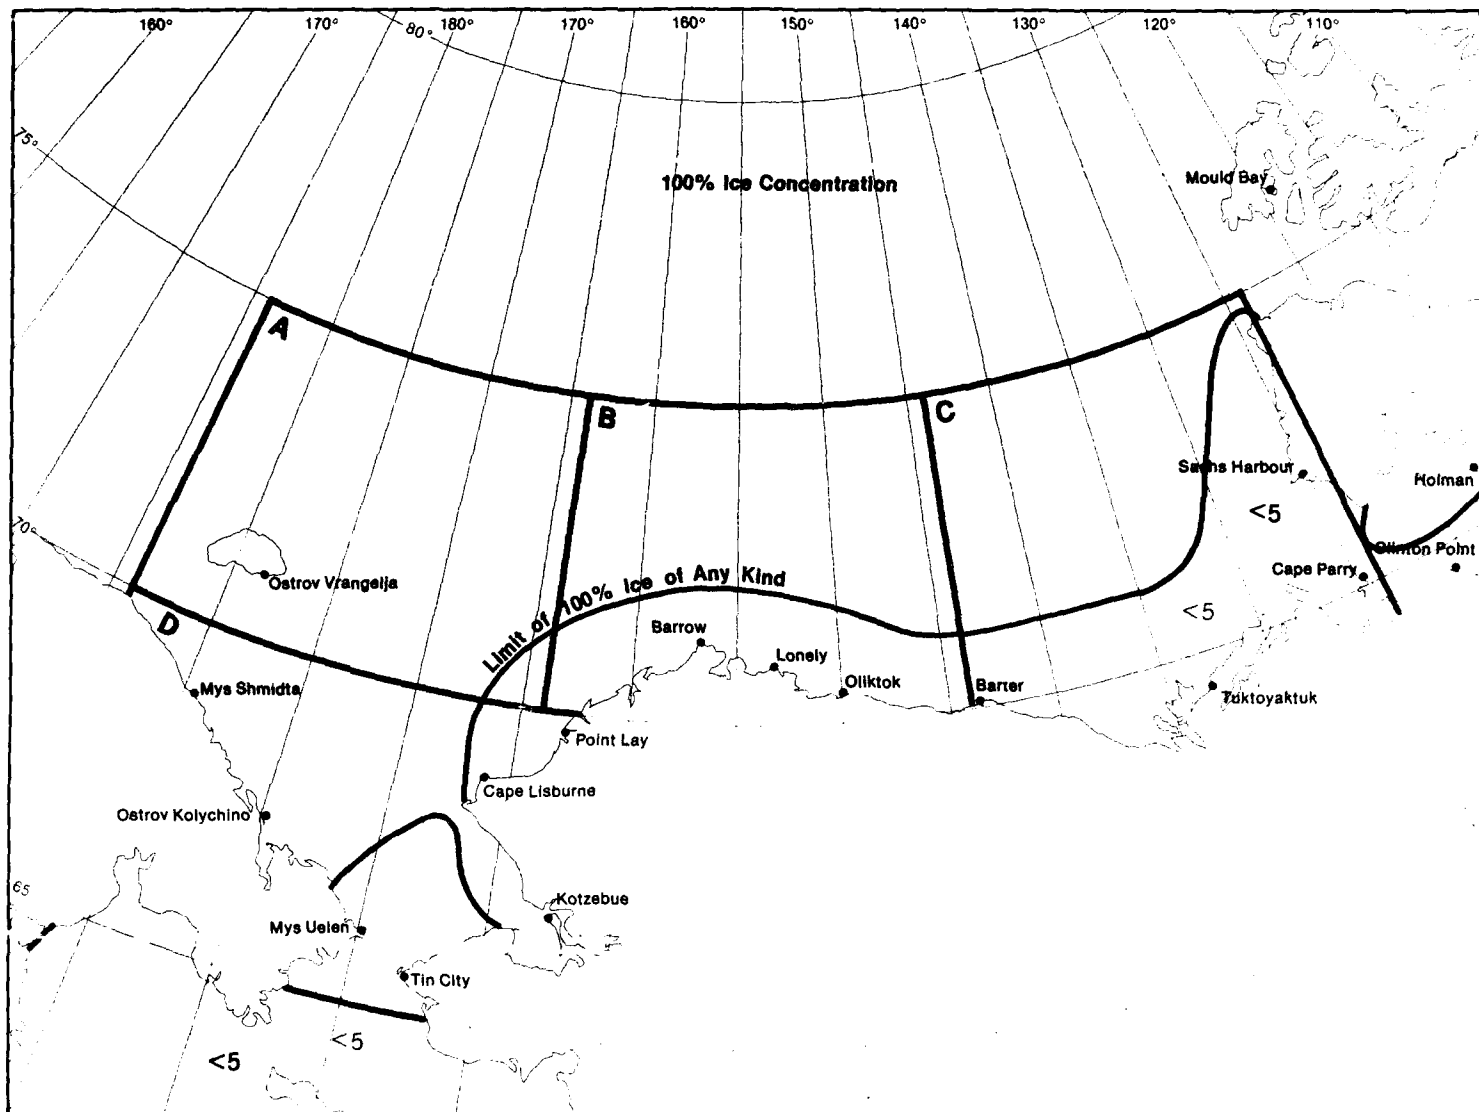 160° 170° 180° 170° 160° 150° 140° 130° 120° 110°
80°
75°
100% Ice Concentration
Mould Bay
A
B
C
Sachs Harbour
Holman
<5
70°
Clinton Point
Ostrov Vrangelja
Limit of 100% Ice of Any Kind
Cape Parry
D
<5
Barrow
Lonely
Mys Shmidta
Oliktok
Barter
Tuktoyaktuk
Point Lay
Cape Lisburne
Ostrov Kolychino
65
Kotzebue
Mys Uelen
Tin City
<5
<5